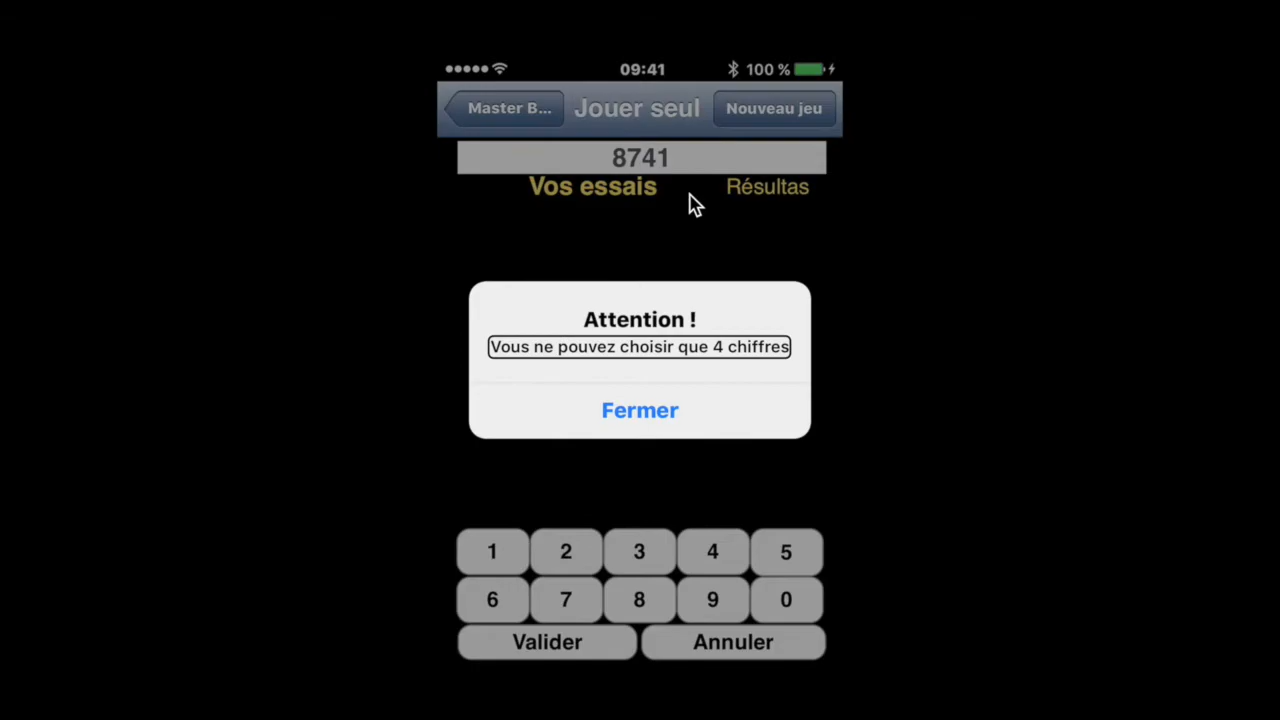 09:41 100 %
Master B... Jouer seul Nouveau jeu
8741
Vos essais Résultas
Attention !
Vous ne pouvez choisir que 4 chiffres
Fermer
1 2 3 4 5
6 7 8 9 0
Valider Annuler